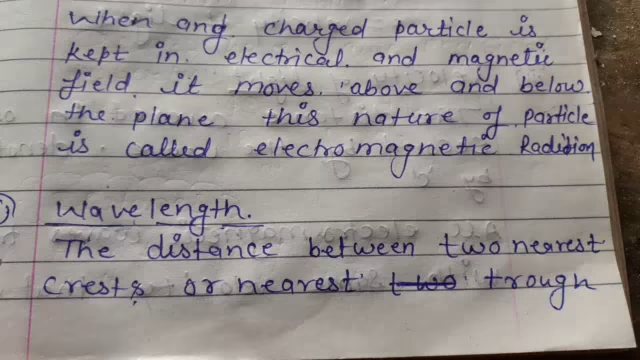 When any charged particle is
kept in. electrical and magnetic
field. it moves. above and below
the plane this nature of particle
is called electromagnetic Radition
Wavelength.
The distance between two nearest
crests or nearest two trough